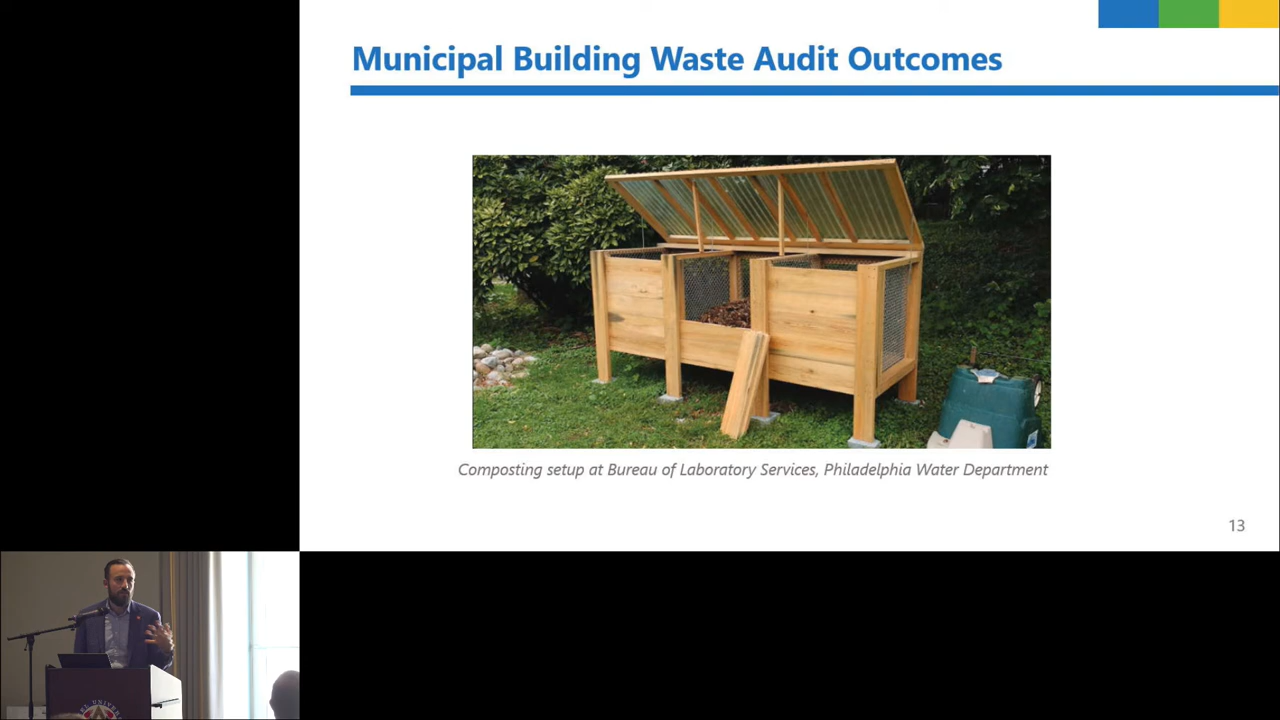 Municipal Building Waste Audit Outcomes
Composting setup at Bureau of Laboratory Services, Philadelphia Water Department
13